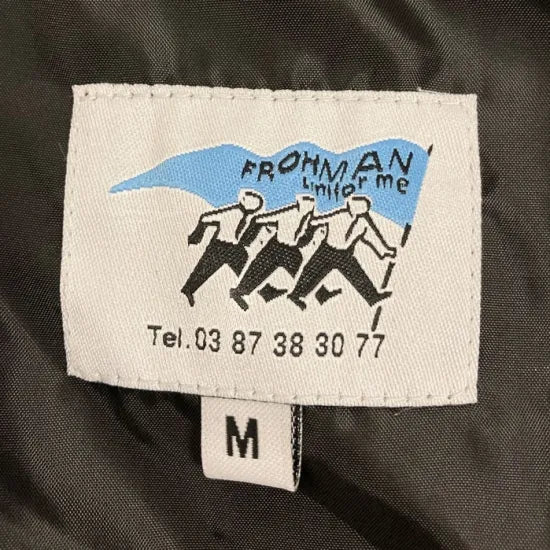 FROHMAN
uniforme
Tel. 03 87 38 30 77
M